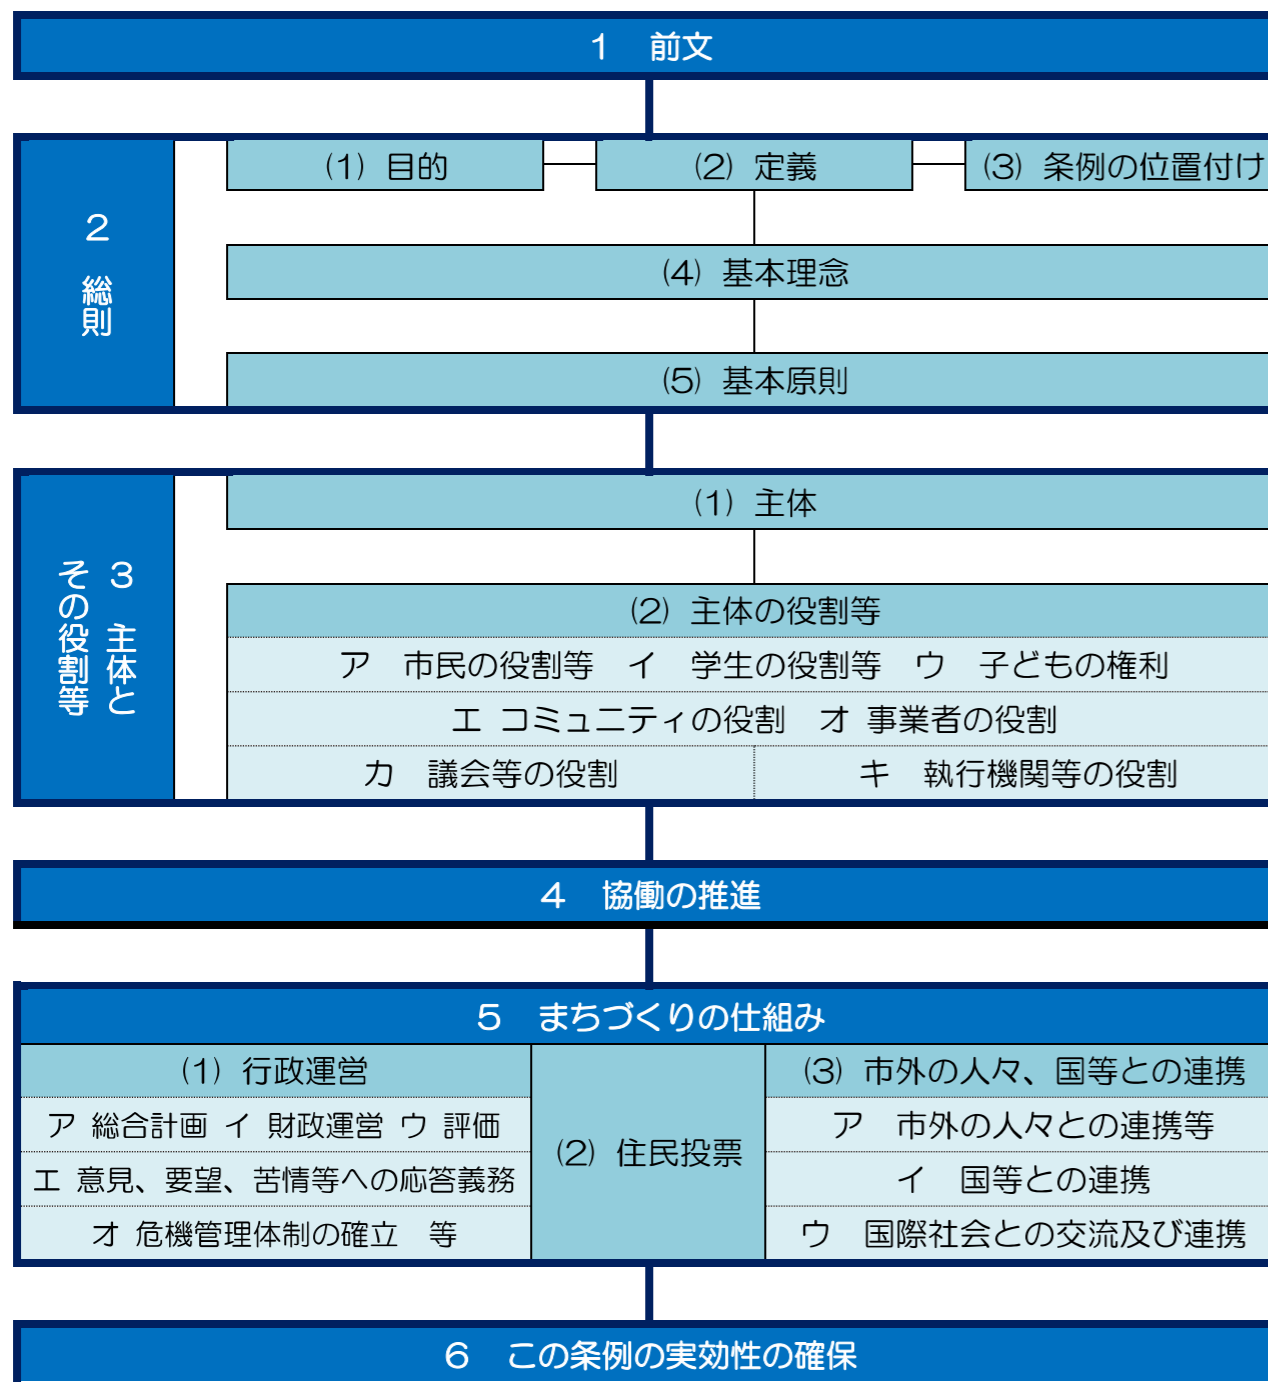 1 前文
2 総則
(1) 目的
(2) 定義
(3) 条例の位置付け
(4) 基本理念
(5) 基本原則
3 主体と
その役割等
(1) 主体
(2) 主体の役割等
ア 市民の役割等 イ 学生の役割等 ウ 子どもの権利
エ コミュニティの役割 オ 事業者の役割
カ 議会等の役割
キ 執行機関等の役割
4 協働の推進
5 まちづくりの仕組み
(1) 行政運営
ア 総合計画 イ 財政運営 ウ 評価
エ 意見、要望、苦情等への応答義務
オ 危機管理体制の確立 等
(2) 住民投票
(3) 市外の人々、国等との連携
ア 市外の人々との連携等
イ 国等との連携
ウ 国際社会との交流及び連携
6 この条例の実効性の確保